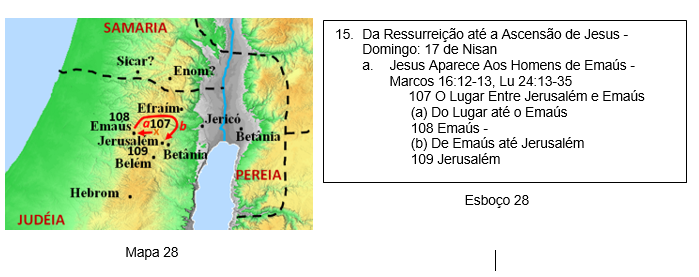 SAMARIA
Sicar?
Enom?
Efraím
108
a 107 b
Emaús
x
Jericó
Jerusalém
Betânia
109
Betânia
Belém
PEREIA
Hebrom
JUDÉIA
Mapa 28
15. Da Ressurreição até a Ascensão de Jesus -
Domingo: 17 de Nisan
a. Jesus Aparece Aos Homens de Emaús -
Marcos 16:12-13, Lu 24:13-35
107 O Lugar Entre Jerusalém e Emaús
(a) Do Lugar até o Emaús
108 Emaús -
(b) De Emaús até Jerusalém
109 Jerusalém
Esboço 28